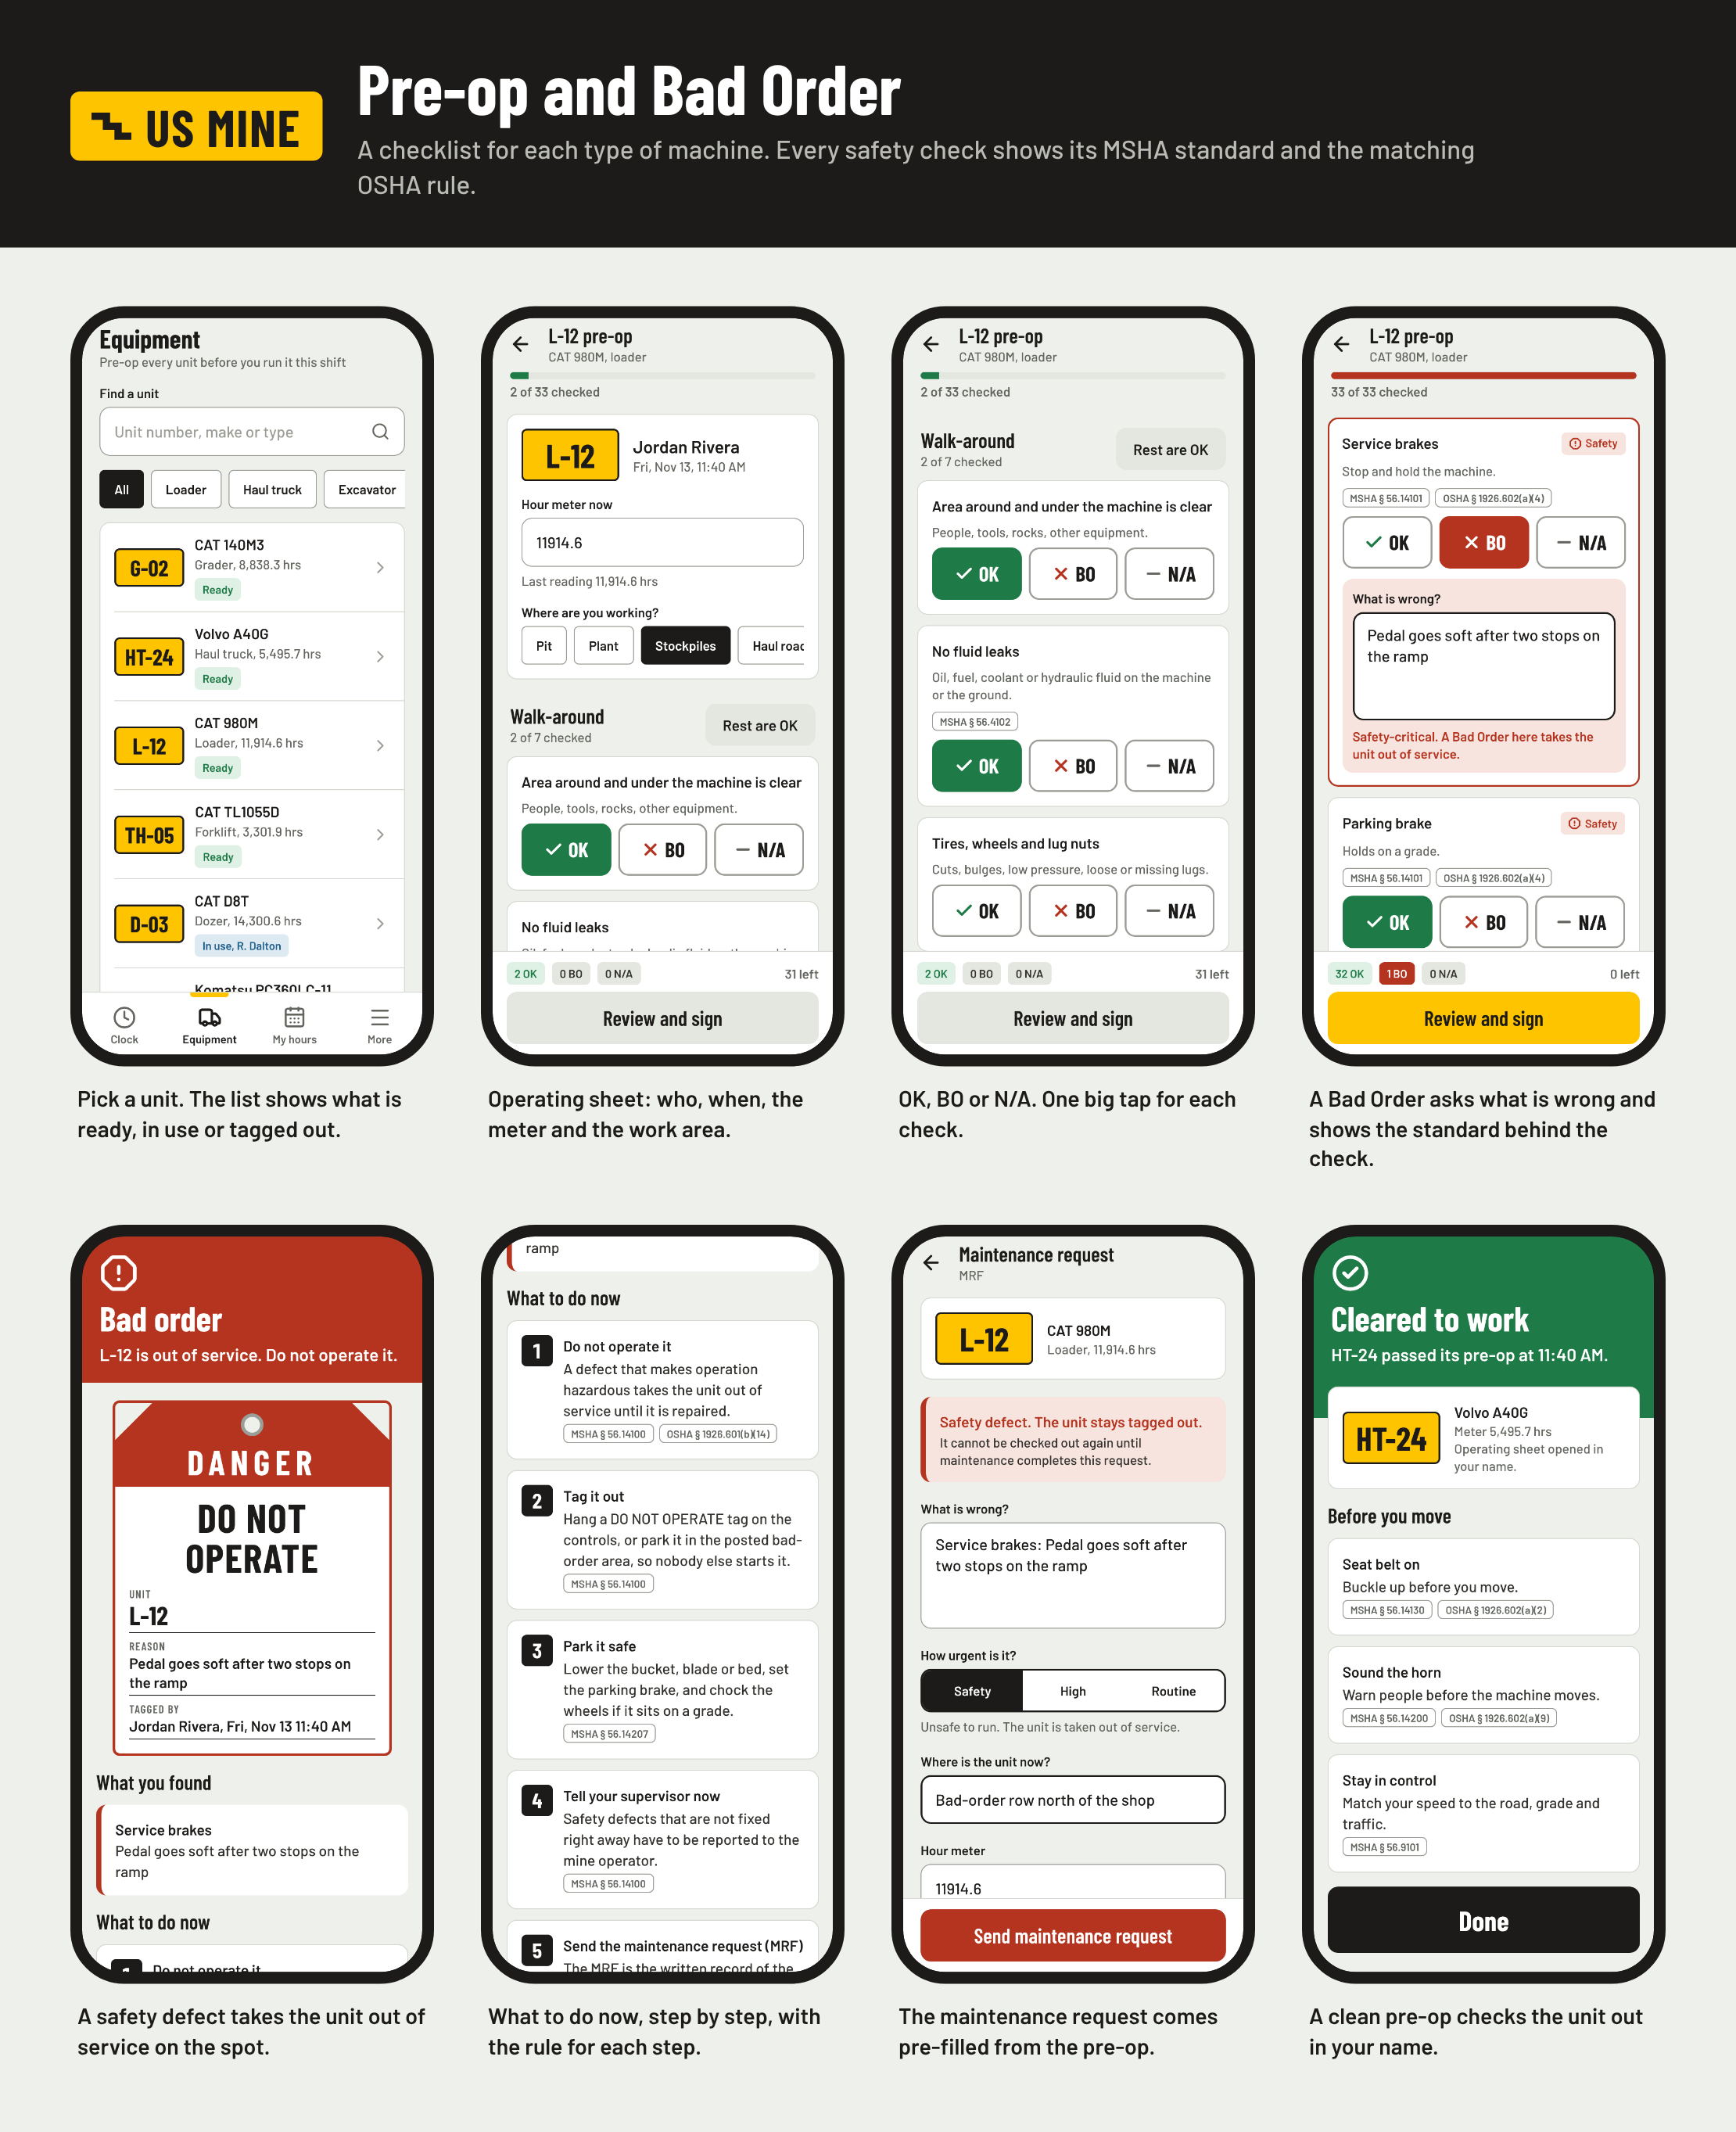 US MINE
Pre-op and Bad Order
A checklist for each type of machine. Every safety check shows its MSHA standard and the matching
OSHA rule.
Equipment
Pre-op every unit before you run it this shift
Find a unit
Unit number, make or type
All
Loader
Haul truck
Excavator
G-02
CAT 140M3
Grader, 8,838.3 hrs
Ready
HT-24
Volvo A40G
Haul truck, 5,495.7 hrs
Ready
L-12
CAT 980M
Loader, 11,914.6 hrs
Ready
TH-05
CAT TL1055D
Forklift, 3,301.9 hrs
Ready
D-03
CAT D8T
Dozer, 14,300.6 hrs
In use, R. Dalton
Komatsu PC360LC-11
Clock
Equipment
My hours
More
Pick a unit. The list shows what is
ready, in use or tagged out.
L-12 pre-op
CAT 980M, loader
2 of 33 checked
L-12
Jordan Rivera
Fri, Nov 13, 11:40 AM
Hour meter now
11914.6
Last reading 11,914.6 hrs
Where are you working?
Pit
Plant
Stockpiles
Haul road
Walk-around
2 of 7 checked
Rest are OK
Area around and under the machine is clear
People, tools, rocks, other equipment.
OK
BO
N/A
No fluid leaks
2 OK
0 BO
0 N/A
31 left
Review and sign
Operating sheet: who, when, the
meter and the work area.
L-12 pre-op
CAT 980M, loader
2 of 33 checked
Walk-around
2 of 7 checked
Rest are OK
Area around and under the machine is clear
People, tools, rocks, other equipment.
OK
BO
N/A
No fluid leaks
Oil, fuel, coolant or hydraulic fluid on the machine
or the ground.
MSHA § 56.4102
OK
BO
N/A
Tires, wheels and lug nuts
Cuts, bulges, low pressure, loose or missing lugs.
OK
BO
N/A
2 OK
0 BO
0 N/A
31 left
Review and sign
OK, BO or N/A. One big tap for each
check.
L-12 pre-op
CAT 980M, loader
33 of 33 checked
Service brakes
Safety
Stop and hold the machine.
MSHA § 56.14101
OSHA § 1926.602(a)(4)
OK
BO
N/A
What is wrong?
Pedal goes soft after two stops on
the ramp
Safety-critical. A Bad Order here takes the
unit out of service.
Parking brake
Safety
Holds on a grade.
MSHA § 56.14101
OSHA § 1926.602(a)(4)
OK
BO
N/A
32 OK
1 BO
0 N/A
0 left
Review and sign
A Bad Order asks what is wrong and
shows the standard behind the
check.
Bad order
L-12 is out of service. Do not operate it.
DANGER
DO NOT
OPERATE
UNIT
L-12
REASON
Pedal goes soft after two stops on
the ramp
TAGGED BY
Jordan Rivera, Fri, Nov 13 11:40 AM
What you found
Service brakes
Pedal goes soft after two stops on the
ramp
What to do now
1
Do not operate it
A safety defect takes the unit out of
service on the spot.
ramp
What to do now
1
Do not operate it
A defect that makes operation
hazardous takes the unit out of
service until it is repaired.
MSHA § 56.14100
OSHA § 1926.601(b)(14)
2
Tag it out
Hang a DO NOT OPERATE tag on the
controls, or park it in the posted bad-
order area, so nobody else starts it.
MSHA § 56.14100
3
Park it safe
Lower the bucket, blade or bed, set
the parking brake, and chock the
wheels if it sits on a grade.
MSHA § 56.14207
4
Tell your supervisor now
Safety defects that are not fixed
right away have to be reported to the
mine operator.
MSHA § 56.14100
5
Send the maintenance request (MRF)
The MRF is the written record of the
What to do now, step by step, with
the rule for each step.
Maintenance request
MRF
L-12
CAT 980M
Loader, 11,914.6 hrs
Safety defect. The unit stays tagged out.
It cannot be checked out again until
maintenance completes this request.
What is wrong?
Service brakes: Pedal goes soft after
two stops on the ramp
How urgent is it?
Safety
High
Routine
Unsafe to run. The unit is taken out of service.
Where is the unit now?
Bad-order row north of the shop
Hour meter
11914.6
Send maintenance request
The maintenance request comes
pre-filled from the pre-op.
Cleared to work
HT-24 passed its pre-op at 11:40 AM.
HT-24
Volvo A40G
Meter 5,495.7 hrs
Operating sheet opened in
your name.
Before you move
Seat belt on
Buckle up before you move.
MSHA § 56.14130
OSHA § 1926.602(a)(2)
Sound the horn
Warn people before the machine moves.
MSHA § 56.14200
OSHA § 1926.602(a)(9)
Stay in control
Match your speed to the road, grade and
traffic.
MSHA § 56.9101
Done
A clean pre-op checks the unit out
in your name.